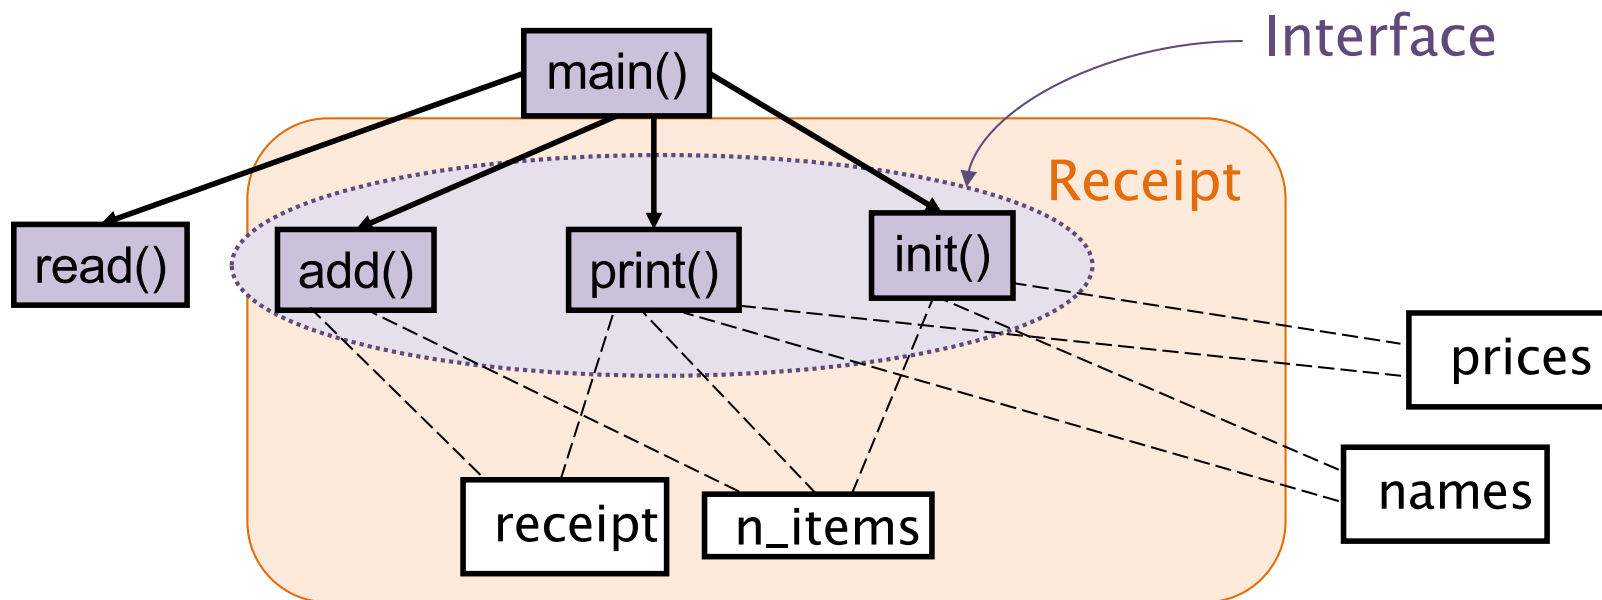 Interface
main()
Receipt
read()
add()
print()
init()
prices
names
receipt
n_items